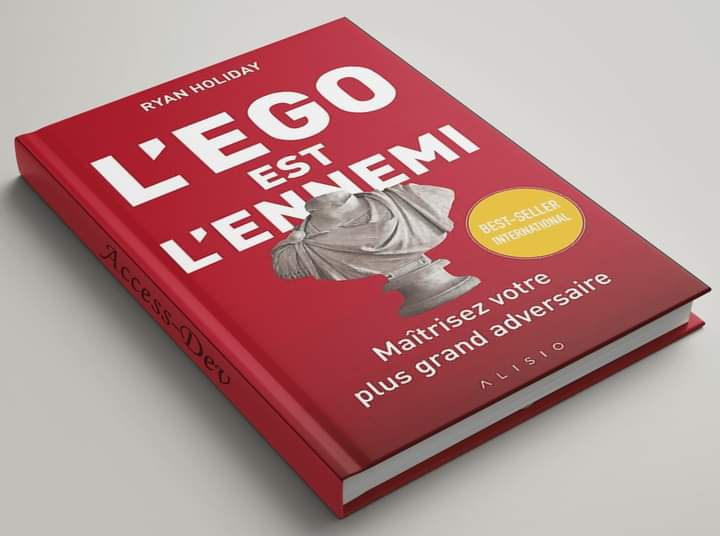 RYAN HOLIDAY
L'EGO
EST
L'ENNEMI
BEST-SELLER
INTERNATIONAL
Maîtrisez votre
plus grand adversaire
ALISIO
Access-Dev